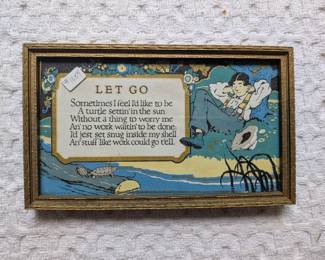 LET GO
Sometimes I feel I'd like to be
A turtle settin' in the sun
Without a thing to worry me
An' no work waitin' to be done.
I'd jest set snug inside my shell
An' stuff like work could go t'ell.